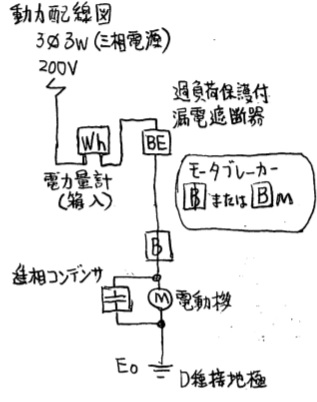 動力配線図
3φ3W(三相電源)
200V
過負荷保護付
漏電遮断器
Wh
BE
電力量計
(箱入)
モータブレーカー
B または B M
B
進相コンデンサ
M
電動機
E0
D種接地極